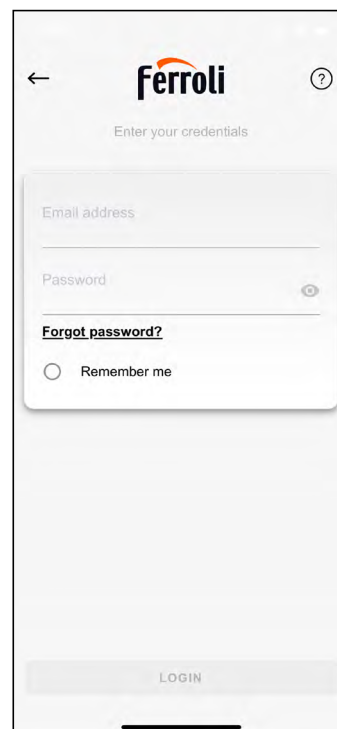 Ferroli
?
Enter your credentials
Email address
Password
Forgot password?
Remember me
LOGIN